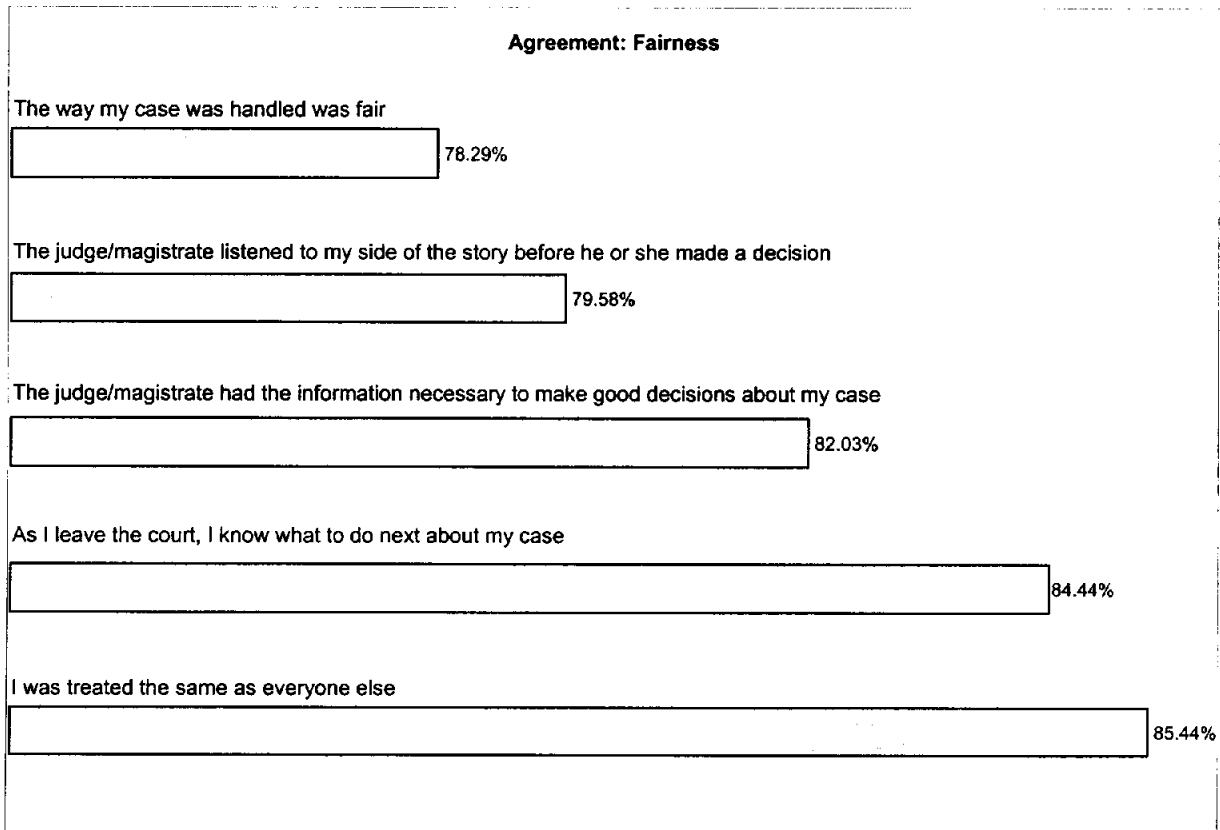 Agreement: Fairness
The way my case was handled was fair
78.29%
The judge/magistrate listened to my side of the story before he or she made a decision
79.58%
The judge/magistrate had the information necessary to make good decisions about my case
82.03%
As I leave the court, I know what to do next about my case
84.44%
I was treated the same as everyone else
85.44%